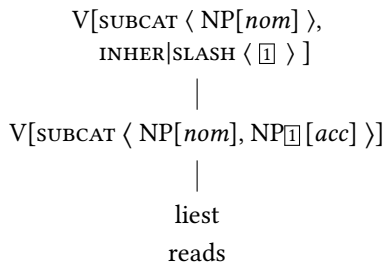 V[SUBCAT ⟨ NP[nom] ⟩,
INHER|SLASH ⟨ 1 ⟩ ]
V[SUBCAT ⟨ NP[nom], NP1 [acc] ⟩]
liest
reads